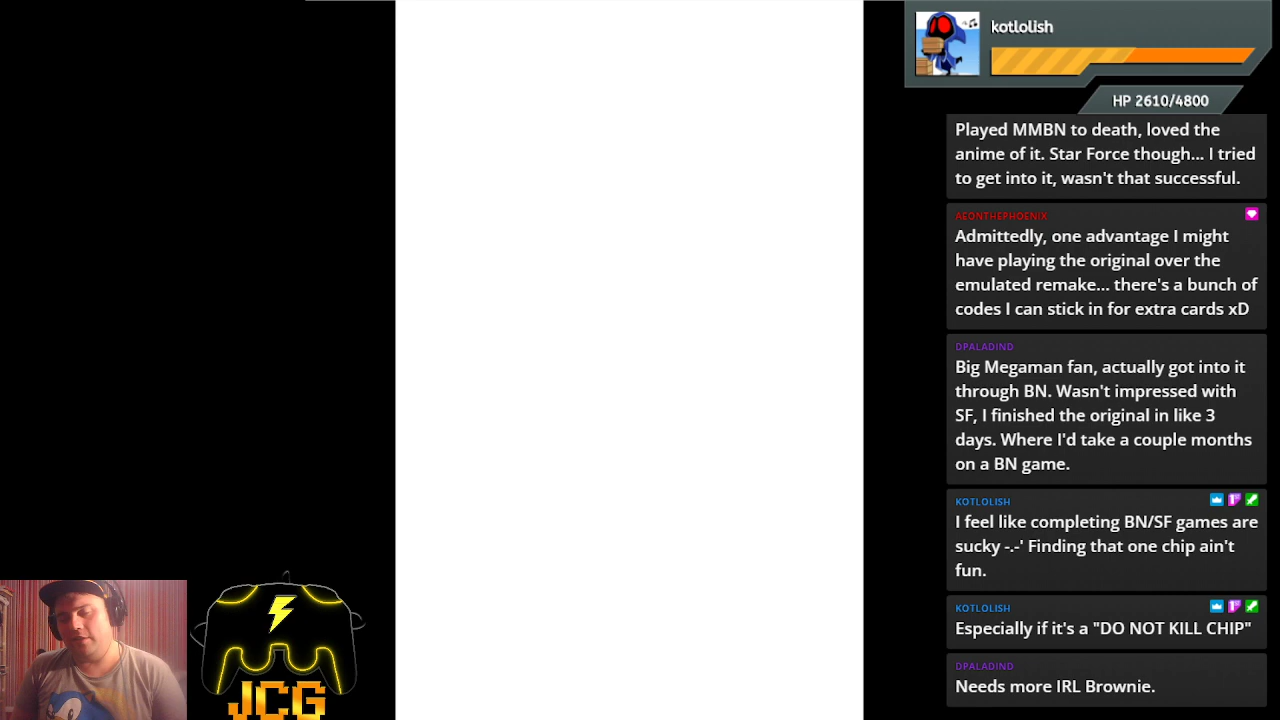 kotlolish
HP 2610/4800
Played MMBN to death, loved the
anime of it. Star Force though... I tried
to get into it, wasn't that successful.
AEONTHEPHOENIX
Admittedly, one advantage I might
have playing the original over the
emulated remake... there's a bunch of
codes I can stick in for extra cards xD
DPALADIND
Big Megaman fan, actually got into it
through BN. Wasn't impressed with
SF, I finished the original in like 3
days. Where I'd take a couple months
on a BN game.
KOTLOLISH
I feel like completing BN/SF games are
sucky -.-' Finding that one chip ain't
fun.
KOTLOLISH
Especially if it's a "DO NOT KILL CHIP"
DPALADIND
Needs more IRL Brownie.
JCG